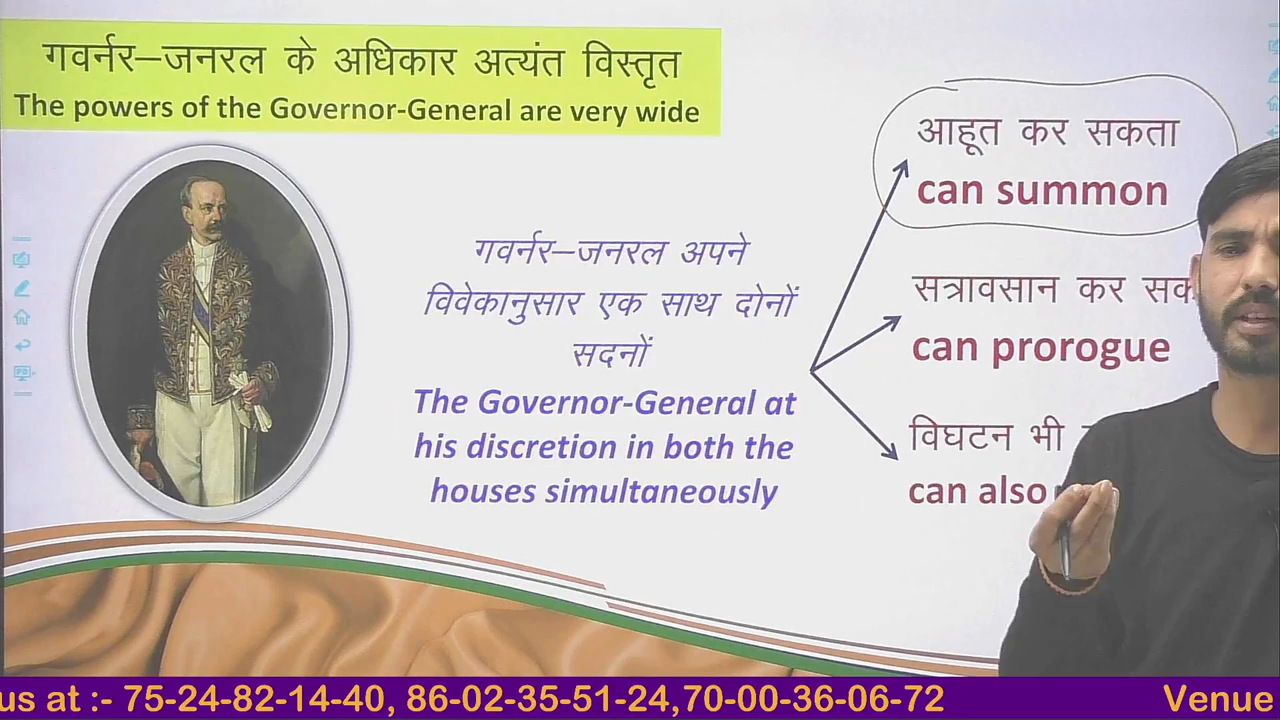 गवर्नर–जनरल के अधिकार अत्यंत विस्तृत
The powers of the Governor-General are very wide
गवर्नर–जनरल अपने
विवेकानुसार एक साथ दोनों
सदनों
The Governor-General at
his discretion in both the
houses simultaneously
आहूत कर सकता
can summon
सत्रावसान कर
can prorogue
विघटन भी
can also
us at :- 75-24-82-14-40, 86-02-35-51-24,70-00-36-06-72 Venue